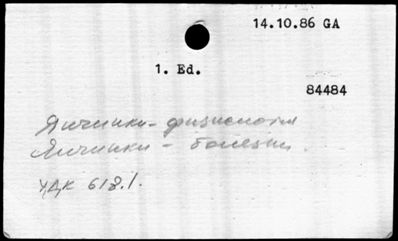 14.10.86 GA
1. Ed.
84484
Яичники - физиология
Яичники - болезни.
УДК 618.1.